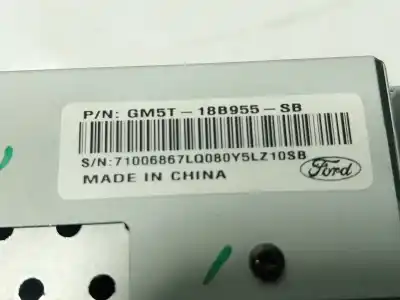 P/N: GM5T-18B955-SB
S/N:71006867LQ080Y5LZ10SB
MADE IN CHINA
Ford